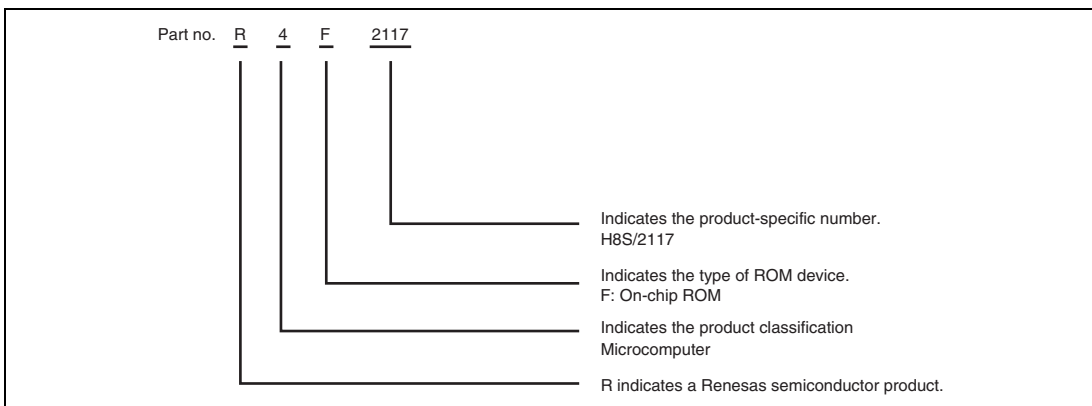 Part no. R 4 F 2117
Indicates the product-specific number.
H8S/2117
Indicates the type of ROM device.
F: On-chip ROM
Indicates the product classification
Microcomputer
R indicates a Renesas semiconductor product.